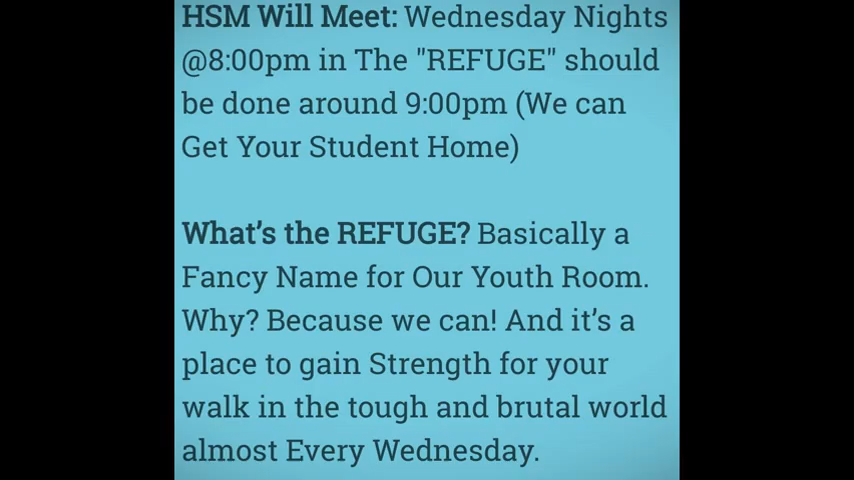 HSM Will Meet: Wednesday Nights
@8:00pm in The "REFUGE" should
be done around 9:00pm (We can
Get Your Student Home)
What’s the REFUGE? Basically a
Fancy Name for Our Youth Room.
Why? Because we can! And it’s a
place to gain Strength for your
walk in the tough and brutal world
almost Every Wednesday.